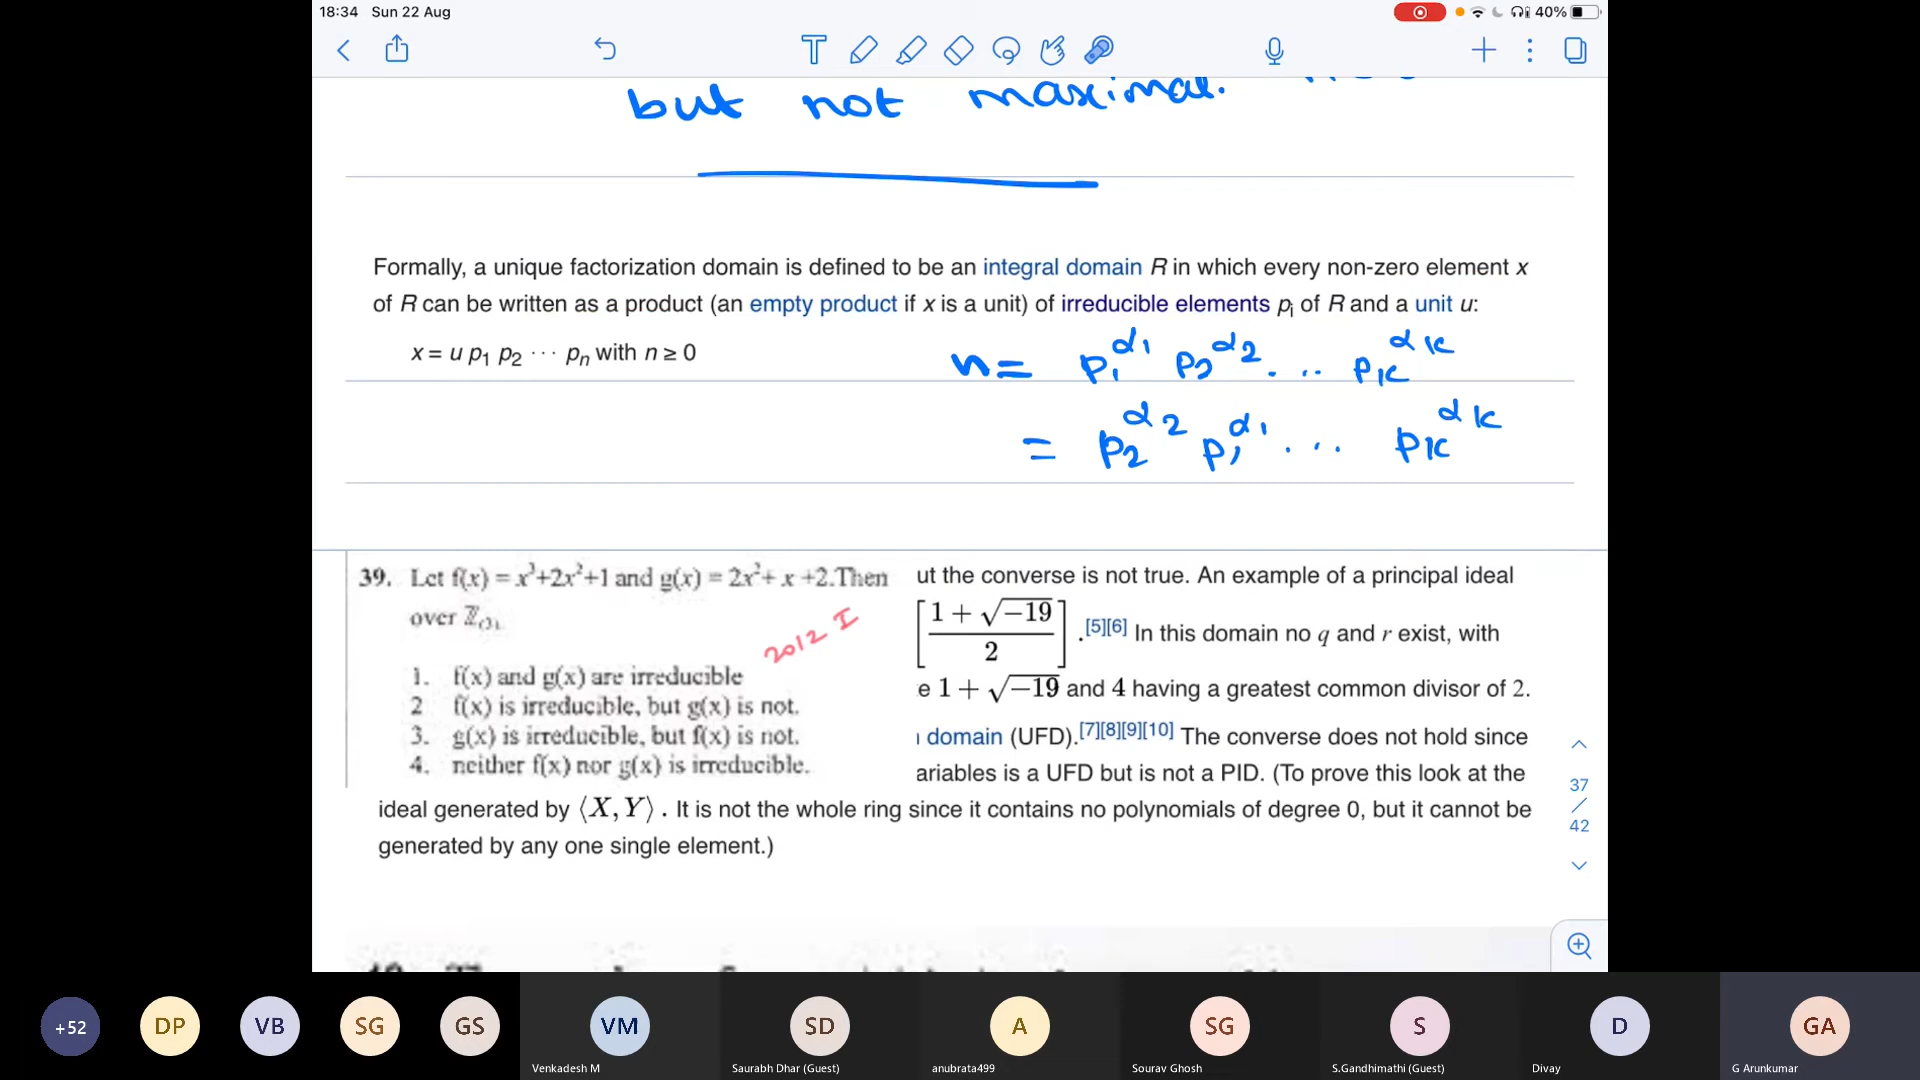 18:34 Sun 22 Aug
40%
but not maximal.
Formally, a unique factorization domain is defined to be an integral domain R in which every non-zero element x
of R can be written as a product (an empty product if x is a unit) of irreducible elements pᵢ of R and a unit u:
x = u p₁ p₂ ⋯ pₙ with n ≥ 0
n = p₁^α₁ p₂^α₂ . . . pₖ^αₖ
= p₂^α₂ p₁^α₁ . . . pₖ^αₖ
39. Let f(x) = x³+2x²+1 and g(x) = 2x²+ x +2.Then
over ℤ₍₃₎
2012 I
1. f(x) and g(x) are irreducible
2 f(x) is irreducible, but g(x) is not.
3. g(x) is irreducible, but f(x) is not.
4. neither f(x) nor g(x) is irreducible.
ut the converse is not true. An example of a principal ideal
[(1 + √−19)/2] .[5][6] In this domain no q and r exist, with
e 1 + √−19 and 4 having a greatest common divisor of 2.
domain (UFD).[7][8][9][10] The converse does not hold since
ariables is a UFD but is not a PID. (To prove this look at the
ideal generated by ⟨X, Y⟩ . It is not the whole ring since it contains no polynomials of degree 0, but it cannot be
generated by any one single element.)
37
/
42
+52 DP VB SG GS VM SD A SG S D GA
Venkadesh M Saurabh Dhar (Guest) anubrata499 Sourav Ghosh S.Gandhimathi (Guest) Divay G Arunkumar